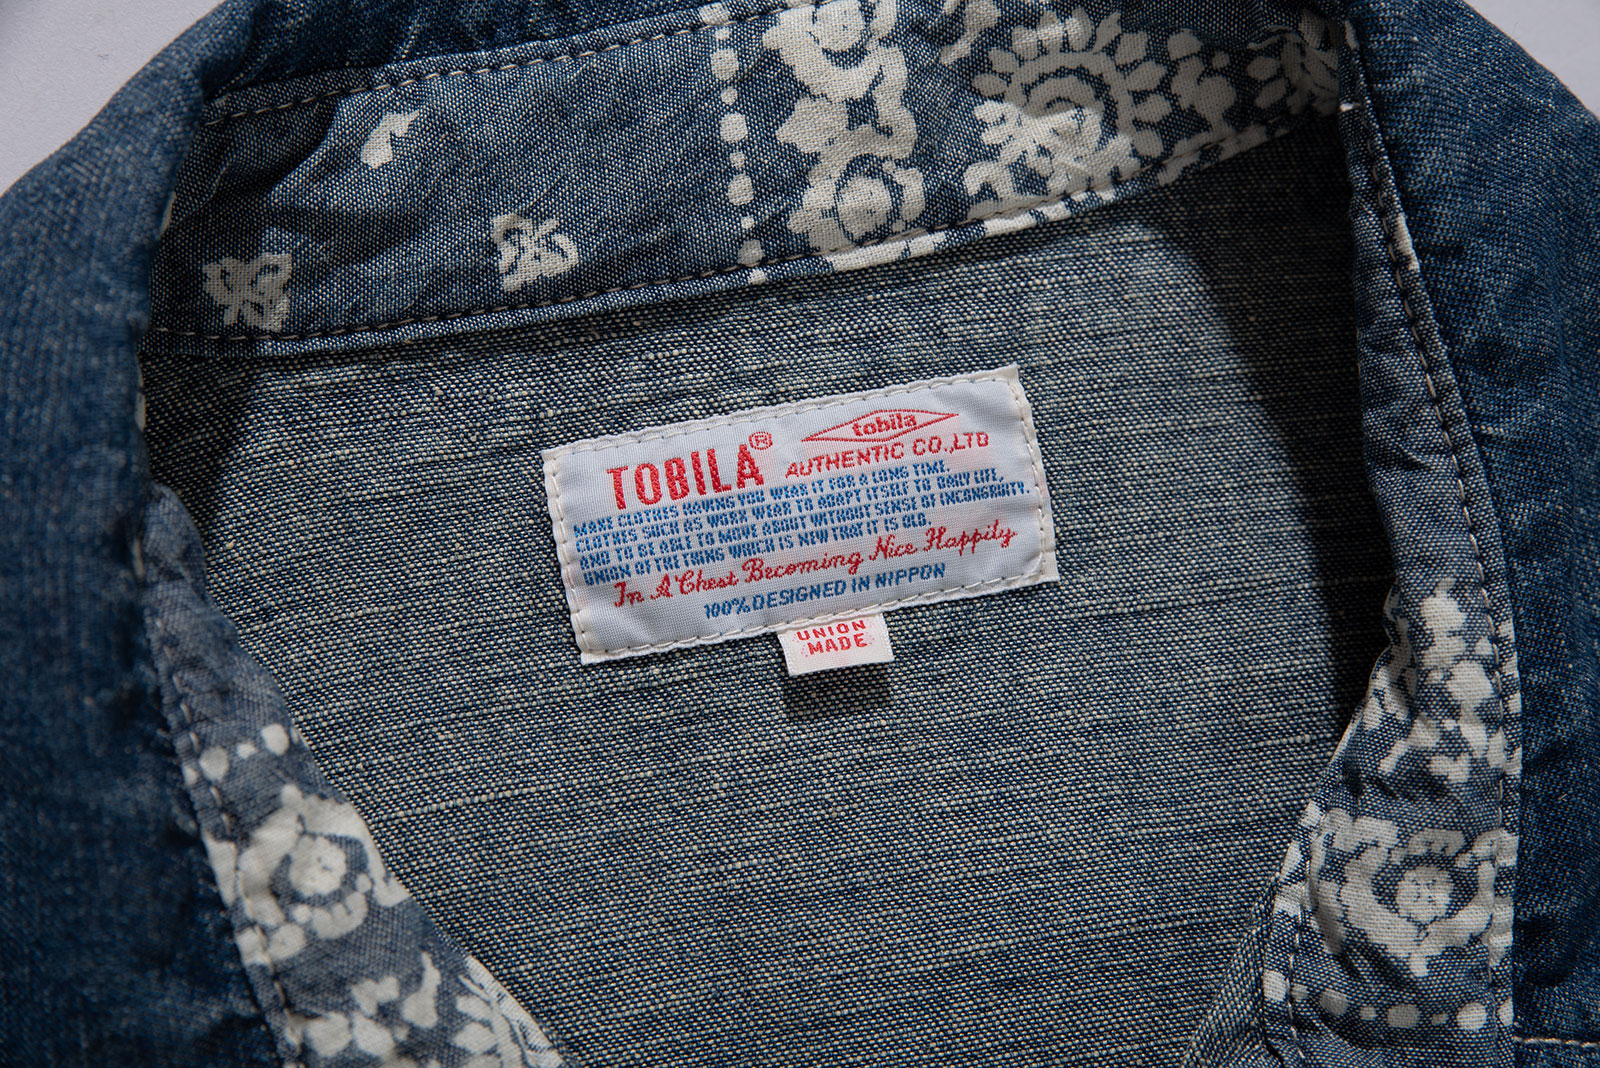 TOBILA®
tobila
AUTHENTIC CO.,LTD
MAKE CLOTHES HOVING YOU WEAR IT FOR A LONG TIME.
CLOTHES SUCH AS WORK WEAR TO ADAPT ITSELF TO DAILY LIFE,
AND TO BE ABLE TO MOVE ABOUT WITHOUT SENSE OF INCONGRUITY.
UNION OF THE THING WHICH IS NEW THAT IT IS OLD.
In A Chest Becoming Nice Happily
100% DESIGNED IN NIPPON
UNION
MADE